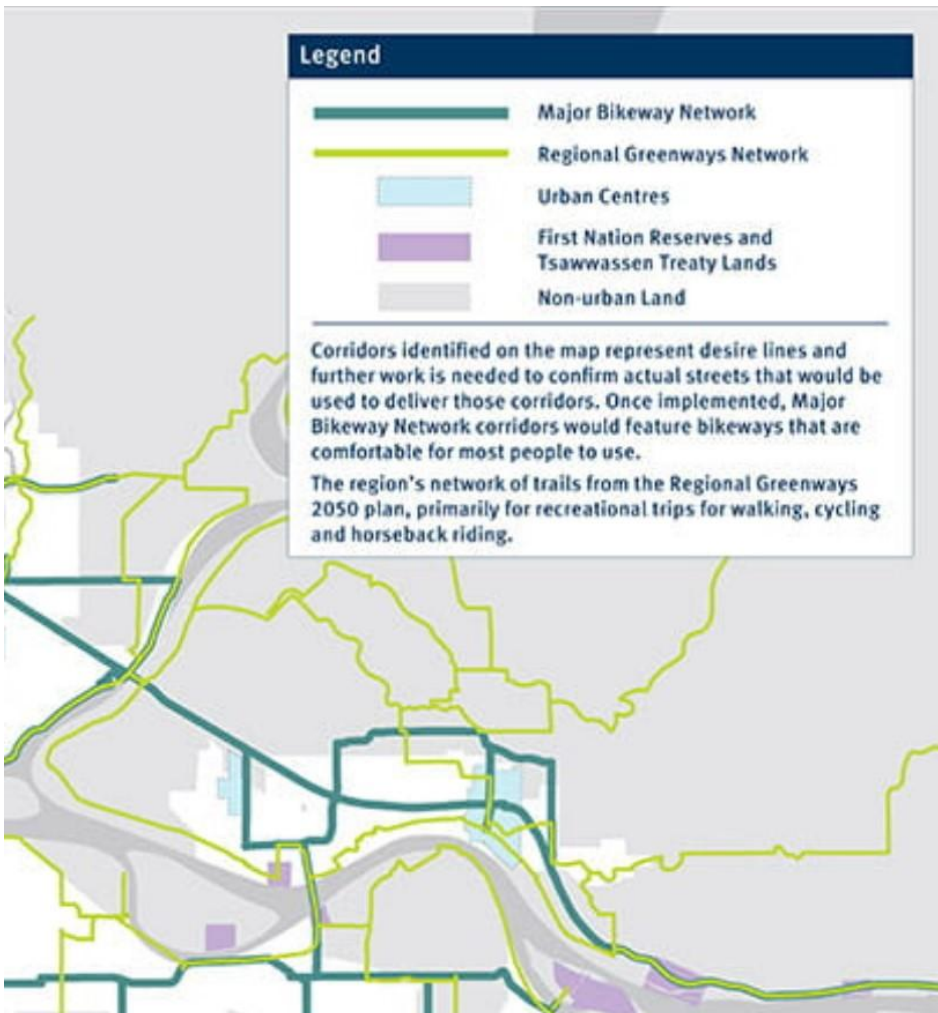 Legend
Major Bikeway Network
Regional Greenways Network
Urban Centres
First Nation Reserves and
Tsawwassen Treaty Lands
Non-urban Land
Corridors identified on the map represent desire lines and
further work is needed to confirm actual streets that would be
used to deliver those corridors. Once implemented, Major
Bikeway Network corridors would feature bikeways that are
comfortable for most people to use.
The region's network of trails from the Regional Greenways
2050 plan, primarily for recreational trips for walking, cycling
and horseback riding.